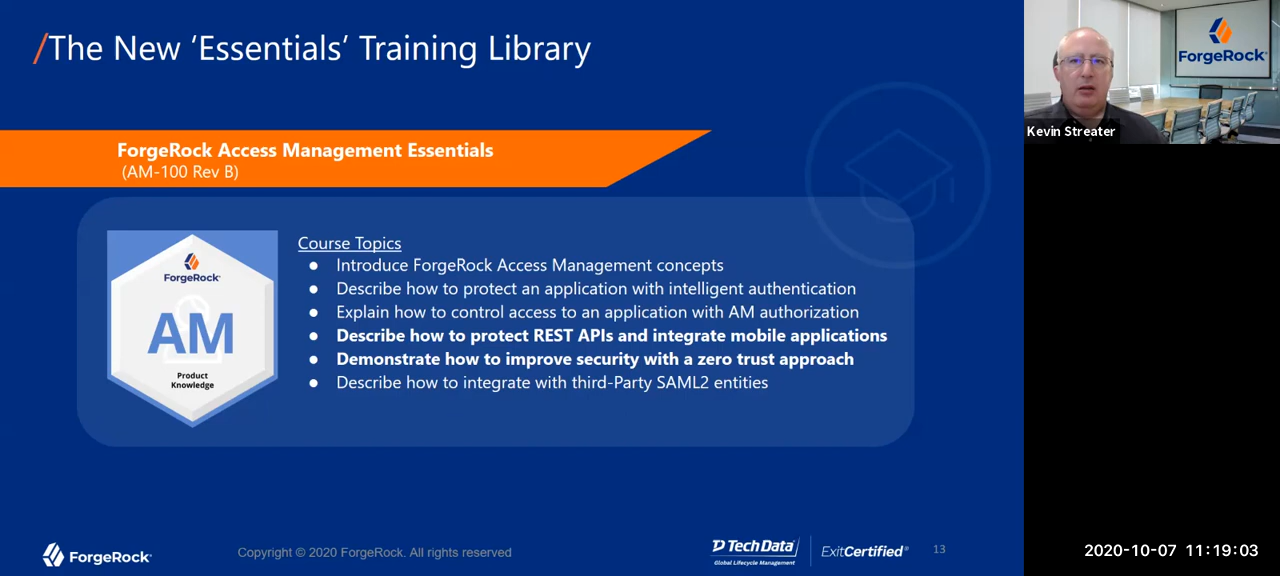 /The New ‘Essentials’ Training Library
ForgeRock Access Management Essentials
(AM-100 Rev B)
ForgeRock
AM
Product
Knowledge
Course Topics
● Introduce ForgeRock Access Management concepts
● Describe how to protect an application with intelligent authentication
● Explain how to control access to an application with AM authorization
● Describe how to protect REST APIs and integrate mobile applications
● Demonstrate how to improve security with a zero trust approach
● Describe how to integrate with third-Party SAML2 entities
ForgeRock
Copyright © 2020 ForgeRock. All rights reserved
Tech Data
Global Lifecycle Management
ExitCertified®
13
ForgeRock
Kevin Streater
2020-10-07 11:19:03